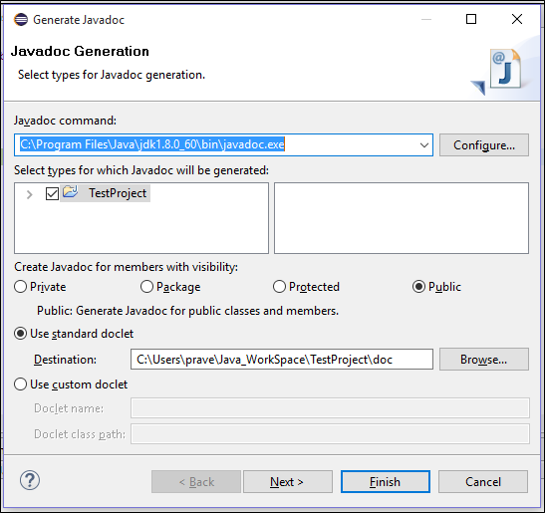 Generate Javadoc
Javadoc Generation
Select types for Javadoc generation.
@
J
Javadoc command:
C:\Program Files\Java\jdk1.8.0_60\bin\javadoc.exe
Configure...
Select types for which Javadoc will be generated:
TestProject
Create Javadoc for members with visibility:
Private Package Protected Public
Public: Generate Javadoc for public classes and members.
Use standard doclet
Destination: C:\Users\prave\Java_WorkSpace\TestProject\doc Browse...
Use custom doclet
Doclet name:
Doclet class path:
? < Back Next > Finish Cancel